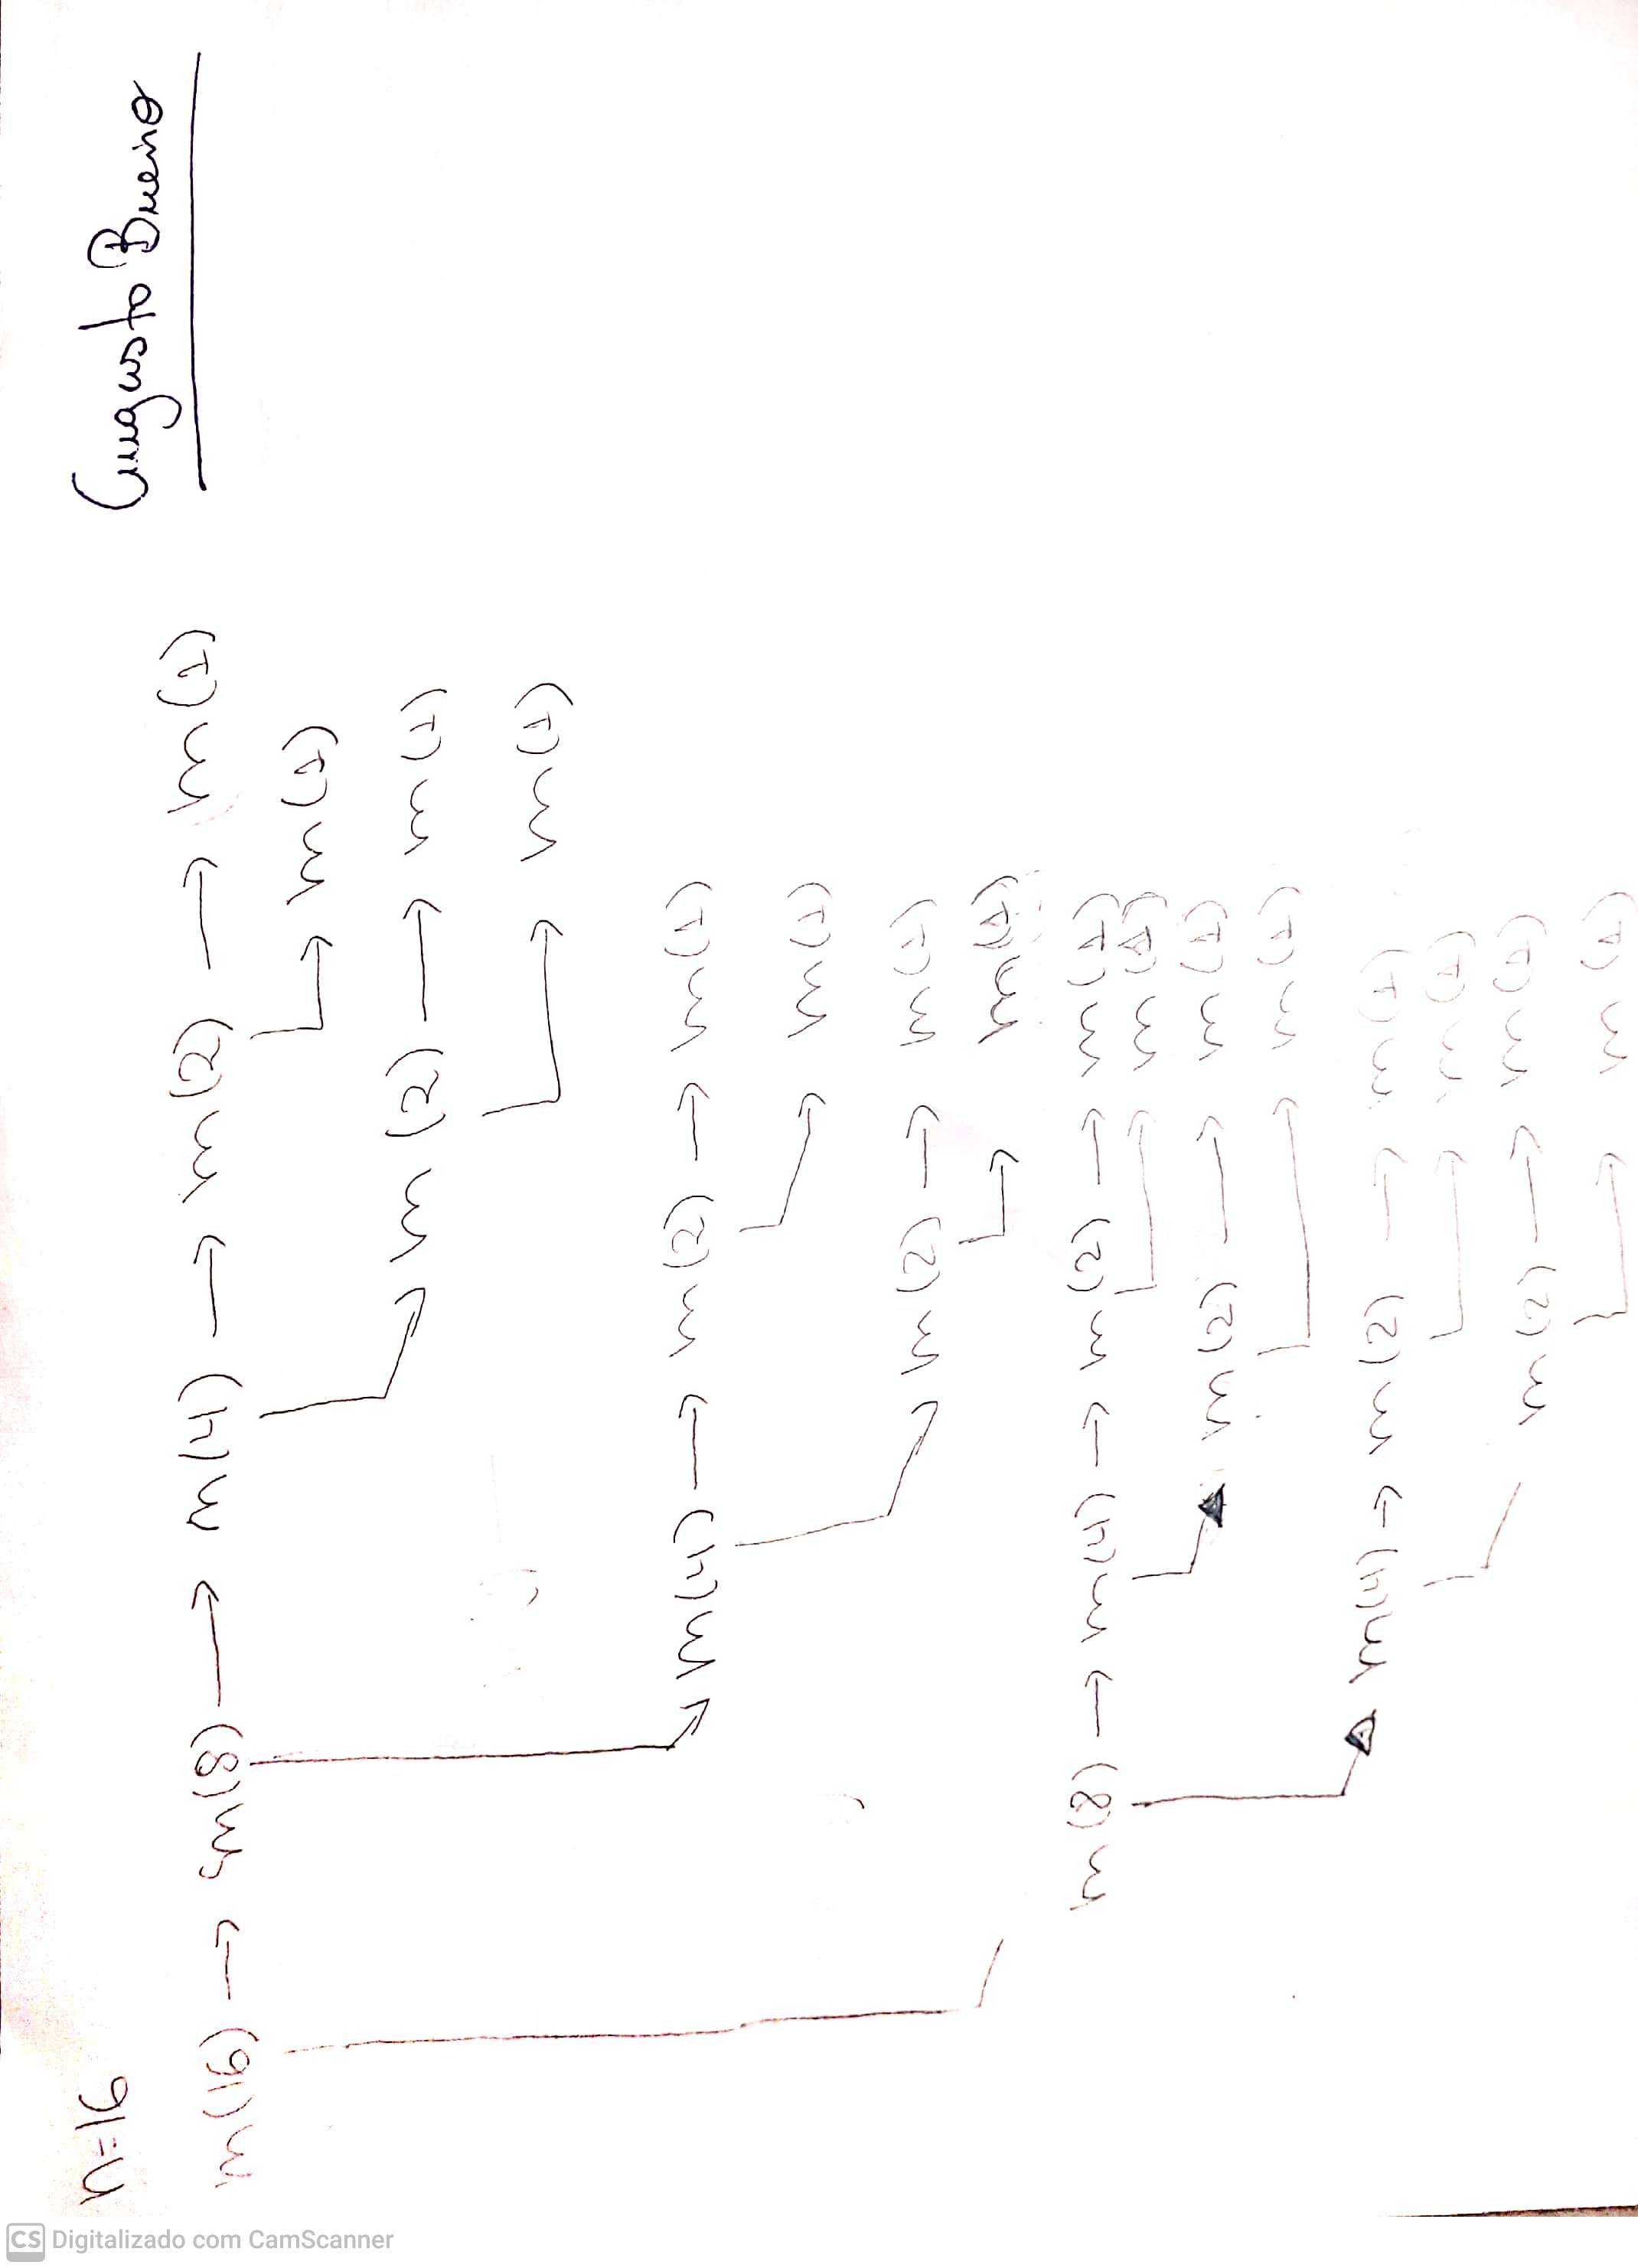 n=16 Augusto Bueno
n(16) → n(8) → n(4) → n(2) → n(1)
n(1)
n(2) → n(1)
n(1)
n(4) → n(2) → n(1)
n(1)
n(2) → n(1)
n(1)
n(8) → n(4) → n(2) → n(1)
n(1)
n(2) → n(1)
n(1)
n(4) → n(2) → n(1)
n(1)
n(2) → n(1)
n(1)
CS Digitalizado com CamScanner